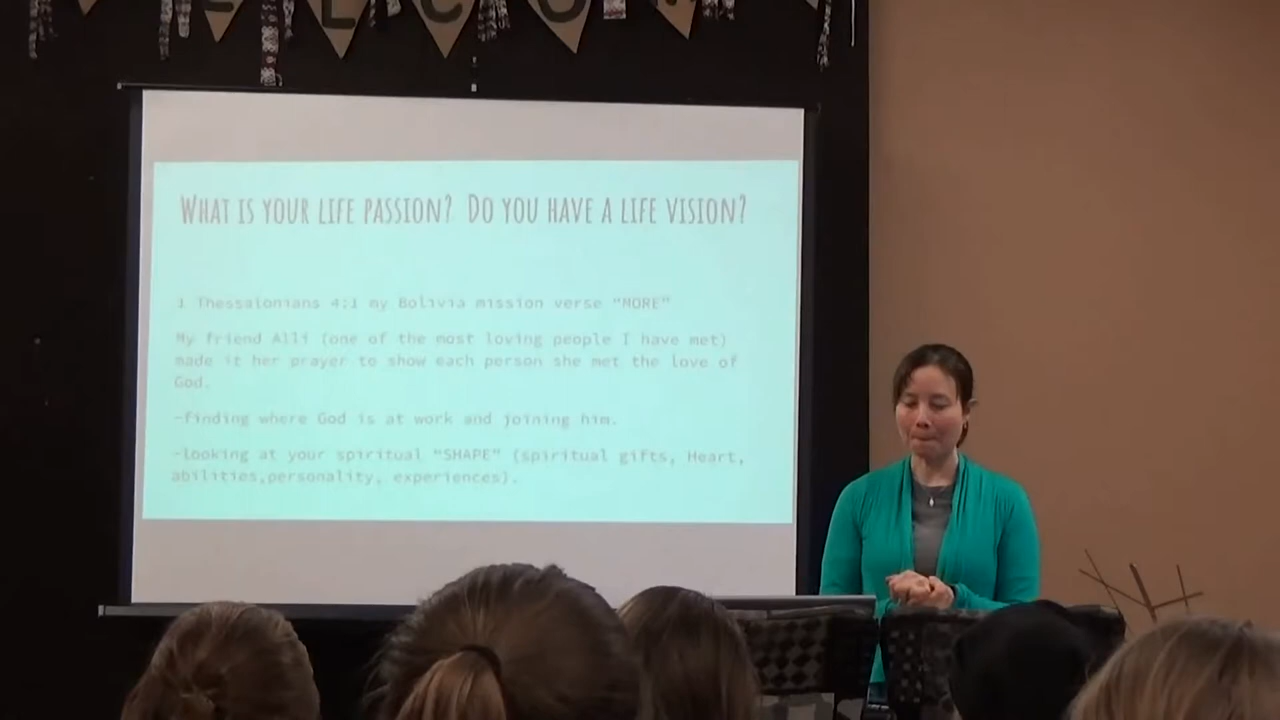 ELCO
WHAT IS YOUR LIFE PASSION? DO YOU HAVE A LIFE VISION?
1 Thessalonians 4:1 my Bolivia mission verse “MORE”
My friend Alli (one of the most loving people I have met)
made it her prayer to show each person she met the love of
God.
-finding where God is at work and joining him.
-looking at your spiritual “SHAPE” (spiritual gifts, Heart,
abilities,personality, experiences).